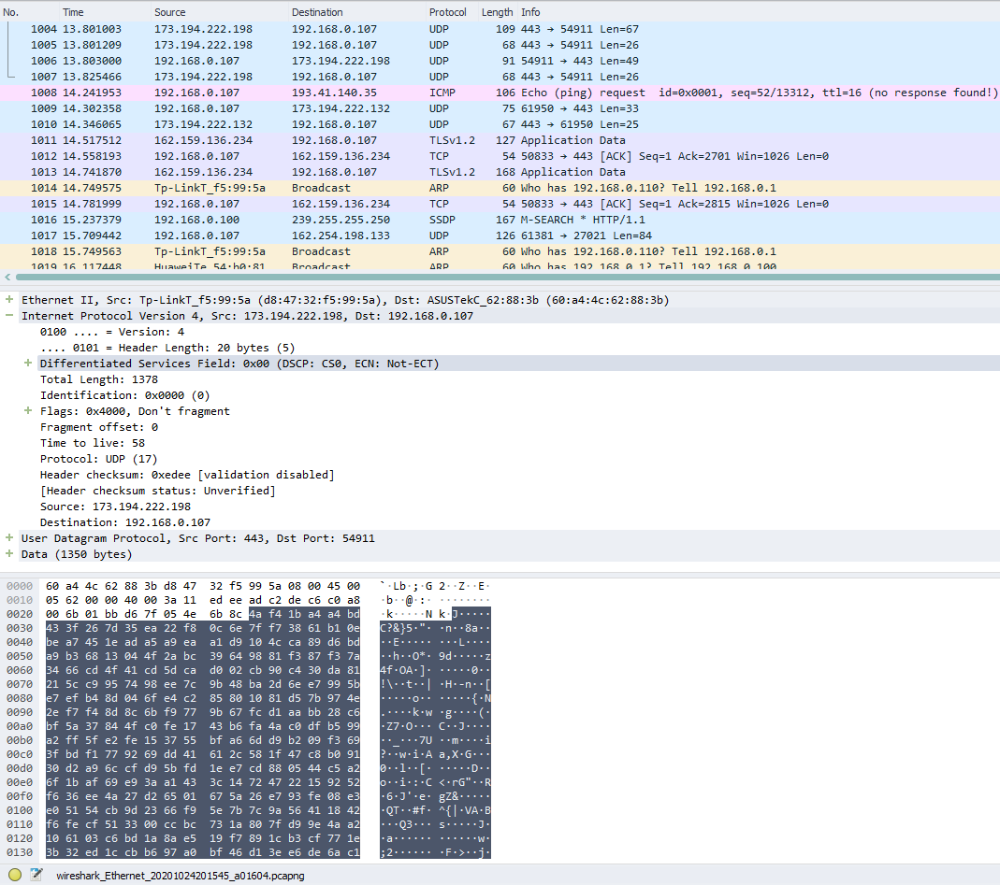 No. Time Source Destination Protocol Length Info
1004 13.801003 173.194.222.198 192.168.0.107 UDP 109 443 → 54911 Len=67
1005 13.801209 173.194.222.198 192.168.0.107 UDP 68 443 → 54911 Len=26
1006 13.803000 192.168.0.107 173.194.222.198 UDP 91 54911 → 443 Len=49
1007 13.825466 173.194.222.198 192.168.0.107 UDP 68 443 → 54911 Len=26
1008 14.241953 192.168.0.107 193.41.140.35 ICMP 106 Echo (ping) request id=0x0001, seq=52/13312, ttl=16 (no response found!)
1009 14.302358 192.168.0.107 173.194.222.132 UDP 75 61950 → 443 Len=33
1010 14.346065 173.194.222.132 192.168.0.107 UDP 67 443 → 61950 Len=25
1011 14.517512 162.159.136.234 192.168.0.107 TLSv1.2 127 Application Data
1012 14.558193 192.168.0.107 162.159.136.234 TCP 54 50833 → 443 [ACK] Seq=1 Ack=2701 Win=1026 Len=0
1013 14.741870 162.159.136.234 192.168.0.107 TLSv1.2 168 Application Data
1014 14.749575 Tp-LinkT_f5:99:5a Broadcast ARP 60 Who has 192.168.0.110? Tell 192.168.0.1
1015 14.781999 192.168.0.107 162.159.136.234 TCP 54 50833 → 443 [ACK] Seq=1 Ack=2815 Win=1026 Len=0
1016 15.237379 192.168.0.100 239.255.255.250 SSDP 167 M-SEARCH * HTTP/1.1
1017 15.709442 192.168.0.107 162.254.198.133 UDP 126 61381 → 27021 Len=84
1018 15.749563 Tp-LinkT_f5:99:5a Broadcast ARP 60 Who has 192.168.0.110? Tell 192.168.0.1
1019 16.117448 HuaweiTe_54:b0:81 Broadcast ARP 60 Who has 192.168.0.1? Tell 192.168.0.100
Ethernet II, Src: Tp-LinkT_f5:99:5a (d8:47:32:f5:99:5a), Dst: ASUSTekC_62:88:3b (60:a4:4c:62:88:3b)
Internet Protocol Version 4, Src: 173.194.222.198, Dst: 192.168.0.107
0100 .... = Version: 4
.... 0101 = Header Length: 20 bytes (5)
Differentiated Services Field: 0x00 (DSCP: CS0, ECN: Not-ECT)
Total Length: 1378
Identification: 0x0000 (0)
Flags: 0x4000, Don't fragment
Fragment offset: 0
Time to live: 58
Protocol: UDP (17)
Header checksum: 0xedee [validation disabled]
[Header checksum status: Unverified]
Source: 173.194.222.198
Destination: 192.168.0.107
User Datagram Protocol, Src Port: 443, Dst Port: 54911
Data (1350 bytes)
0000 60 a4 4c 62 88 3b d8 47 32 f5 99 5a 08 00 45 00 `·Lb·;·G2··Z··E·
0010 05 62 00 00 40 00 3a 11 ed ee ad c2 de c6 c0 a8 ·b··@·:·········
0020 00 6b 01 bb d6 7f 05 4e 6b 8c 4a f4 1b a4 a4 bd ·k·····Nk·J·····
0030 43 3f 26 7d 35 ea 22 f8 0c 6e 7f f7 38 61 b1 0e C?&}5·"··n··8a··
0040 be a7 45 1e ad a5 a9 ea a1 d9 10 4c ca 89 d6 bd ··E········L····
0050 a9 b3 68 13 04 4f 2a bc 39 64 98 81 f3 87 f3 7a ··h··O*·9d·····z
0060 34 66 cd 4f 41 cd 5d ca d0 02 cb 90 c4 30 da 81 4f·OA·]······0··
0070 21 5c c9 95 74 98 ee 7c 9b 48 ba 2d 6e e7 99 5b !\··t··|·H·-n··[
0080 e7 ef b4 8d 04 6f e4 c2 85 80 10 81 d5 7b 97 4e ·····o·······{·N
0090 2e f7 f4 8d 8c 6b f9 77 9b 67 fc d1 aa bb 28 c6 .····k·w·g····(·
00a0 bf 5a 37 84 4f c0 fe 17 43 b6 fa 4a c0 df b5 99 ·Z7·O···C··J····
00b0 a2 ff 5f e2 fe 15 37 55 bf a6 6d d9 b2 09 f3 69 ··_···7U··m····i
00c0 3f bd f1 77 92 69 dd 41 61 2c 58 1f 47 c8 b0 91 ?··w·i·Aa,X·G···
00d0 30 d2 a9 6c cf d9 5b fd 1e e7 cd 88 05 44 c5 a2 0··l··[······D··
00e0 6f 1b af 69 e9 3a a1 43 3c 14 72 47 22 15 92 52 o··i·:·C<·rG"··R
00f0 f6 36 ee 4a 27 d2 65 01 67 5a 26 e7 93 fe 08 e3 ·6·J'·e·gZ&·····
0100 e0 51 54 cb 9d 23 66 f9 5e 7b 7c 9a 56 41 18 42 ·QT··#f·^{|·VA·B
0110 f6 fe cf 51 33 00 cc bc 73 1a 80 7f d9 9e 4a a2 ···Q3···s·····J·
0120 10 61 03 c6 bd 1a 8a e5 19 f7 89 1c b3 cf 77 1e ·a············w·
0130 3b 32 ed 1c cb b6 97 a0 bf 46 d1 3e e6 de 6a c1 ;2·······F·>··j·
wireshark_Ethernet_20201024201545_a01604.pcapng